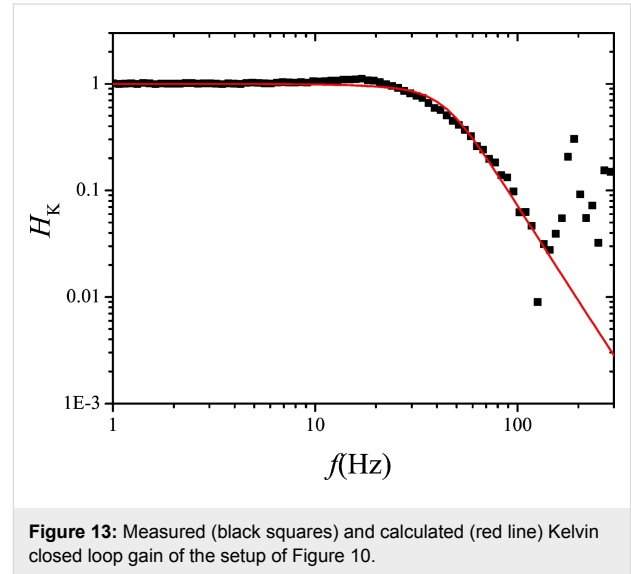 1
0.1
0.01
1E-3
H_K
1
10
100
f(Hz)
Figure 13: Measured (black squares) and calculated (red line) Kelvin
closed loop gain of the setup of Figure 10.